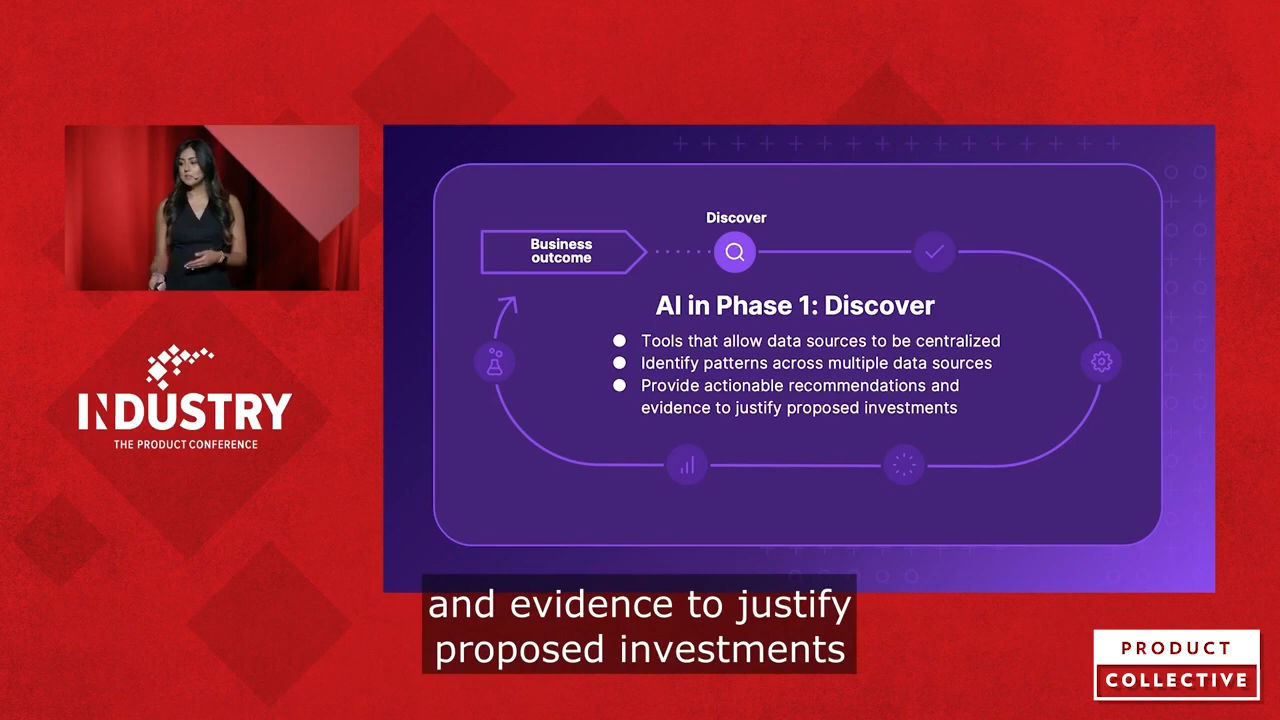 Discover
Business
outcome
AI in Phase 1: Discover
Tools that allow data sources to be centralized
Identify patterns across multiple data sources
Provide actionable recommendations and
evidence to justify proposed investments
INDUSTRY
THE PRODUCT CONFERENCE
and evidence to justify
proposed investments
PRODUCT
COLLECTIVE